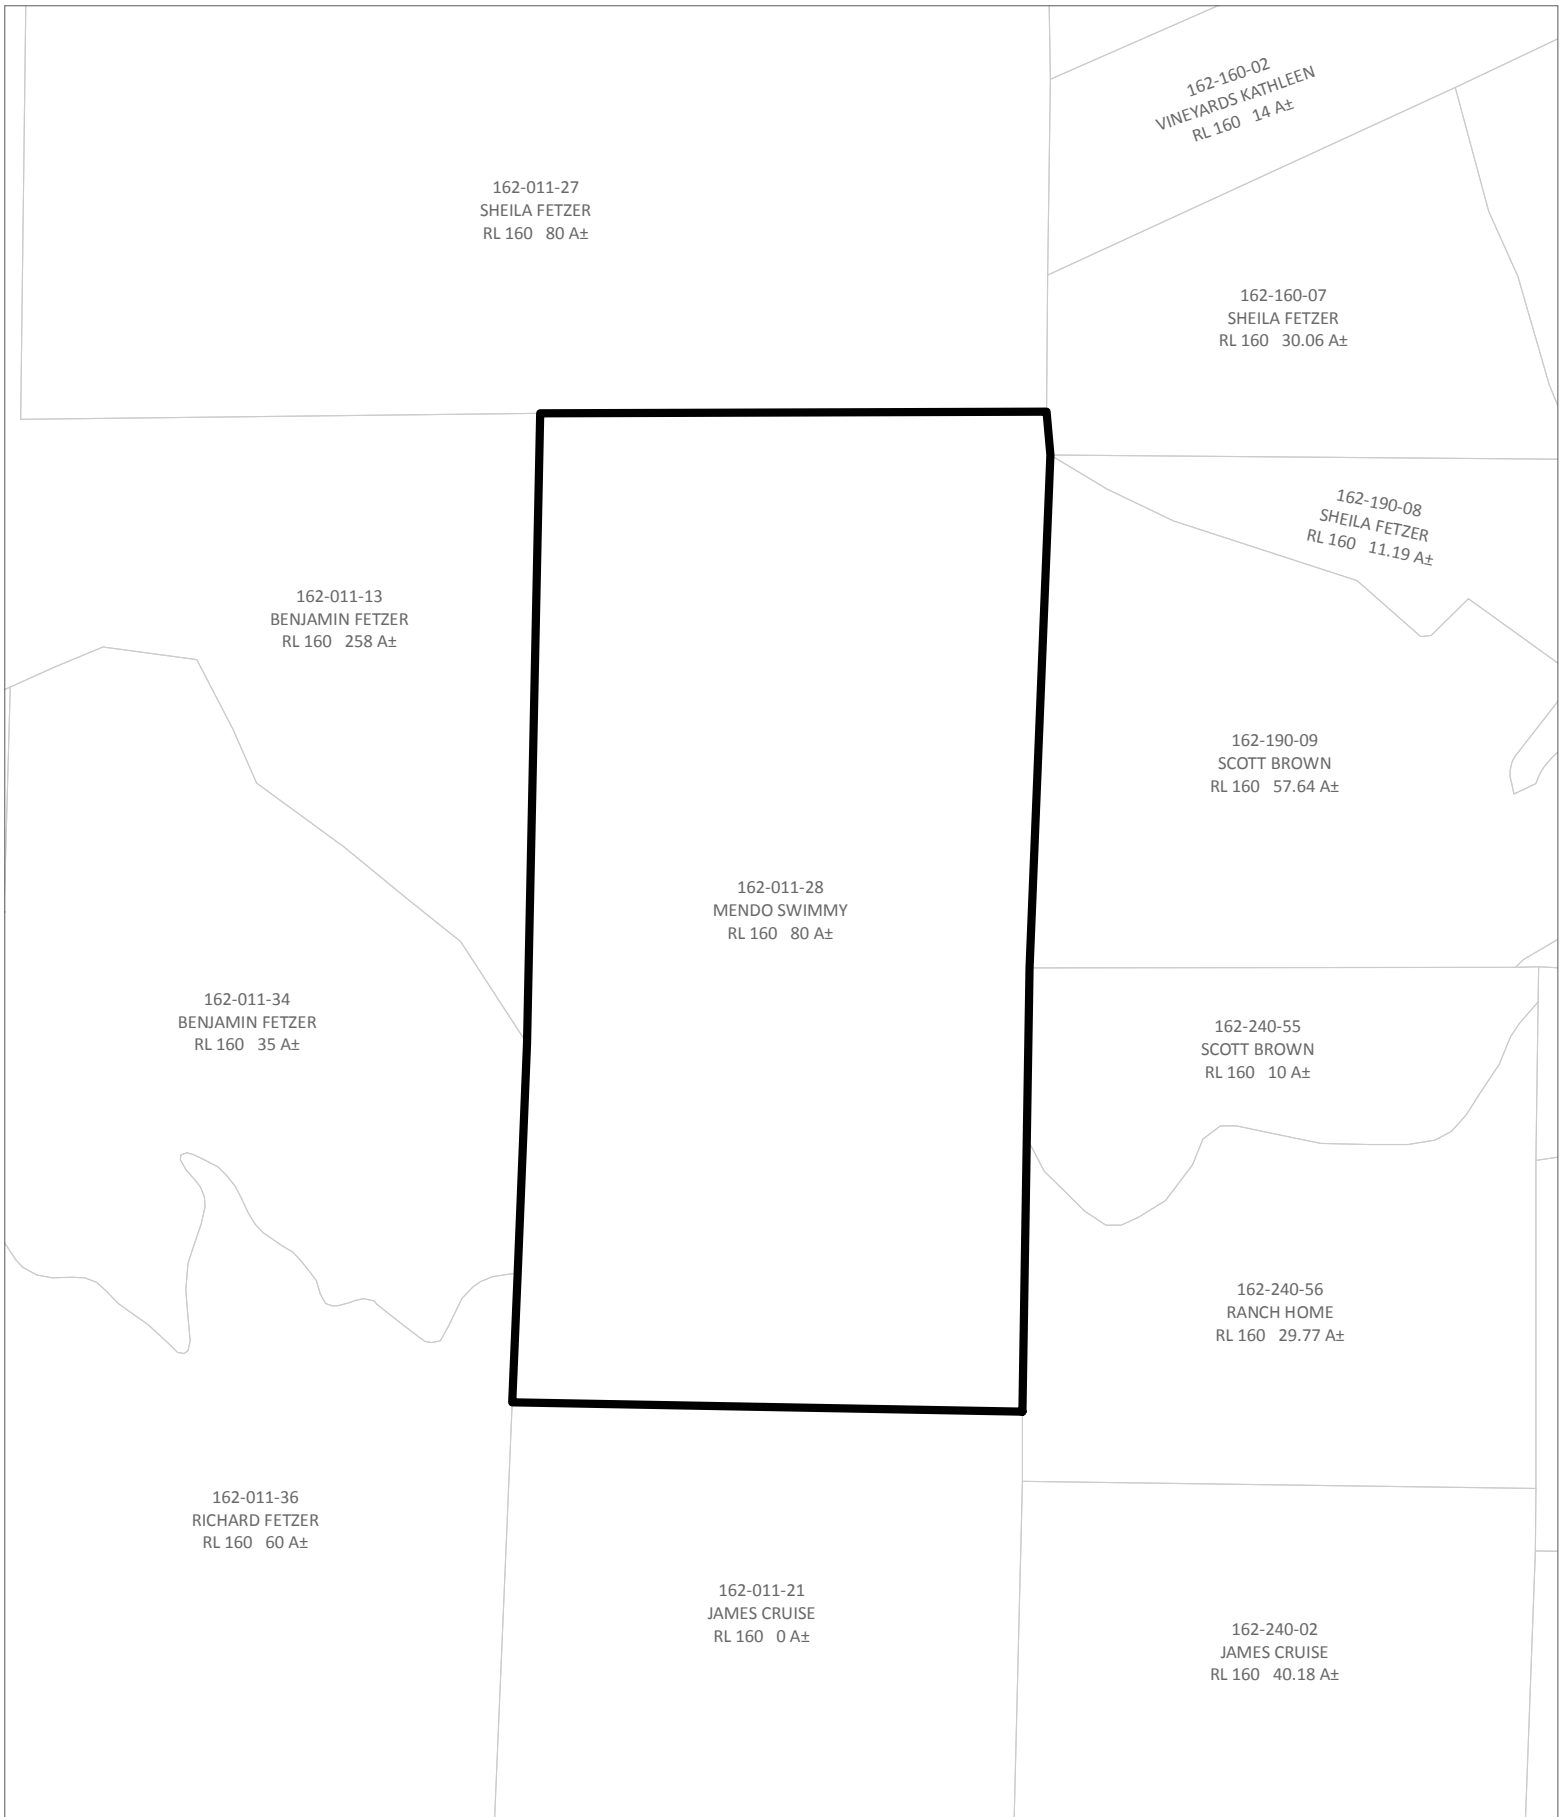 162-160-02
VINEYARDS KATHLEEN
RL 160 14 A±
162-011-27
SHEILA FETZER
RL 160 80 A±
162-160-07
SHEILA FETZER
RL 160 30.06 A±
162-190-08
SHEILA FETZER
RL 160 11.19 A±
162-011-13
BENJAMIN FETZER
RL 160 258 A±
162-190-09
SCOTT BROWN
RL 160 57.64 A±
162-011-28
MENDO SWIMMY
RL 160 80 A±
162-011-34
BENJAMIN FETZER
RL 160 35 A±
162-240-55
SCOTT BROWN
RL 160 10 A±
162-240-56
RANCH HOME
RL 160 29.77 A±
162-011-36
RICHARD FETZER
RL 160 60 A±
162-011-21
JAMES CRUISE
RL 160 0 A±
162-240-02
JAMES CRUISE
RL 160 40.18 A±